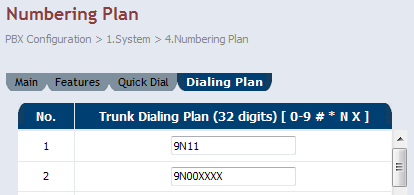 Numbering Plan
PBX Configuration > 1.System > 4.Numbering Plan
Main Features Quick Dial Dialing Plan
No. Trunk Dialing Plan (32 digits) [ 0-9 # * N X ]
1 9N11
2 9N00XXXX